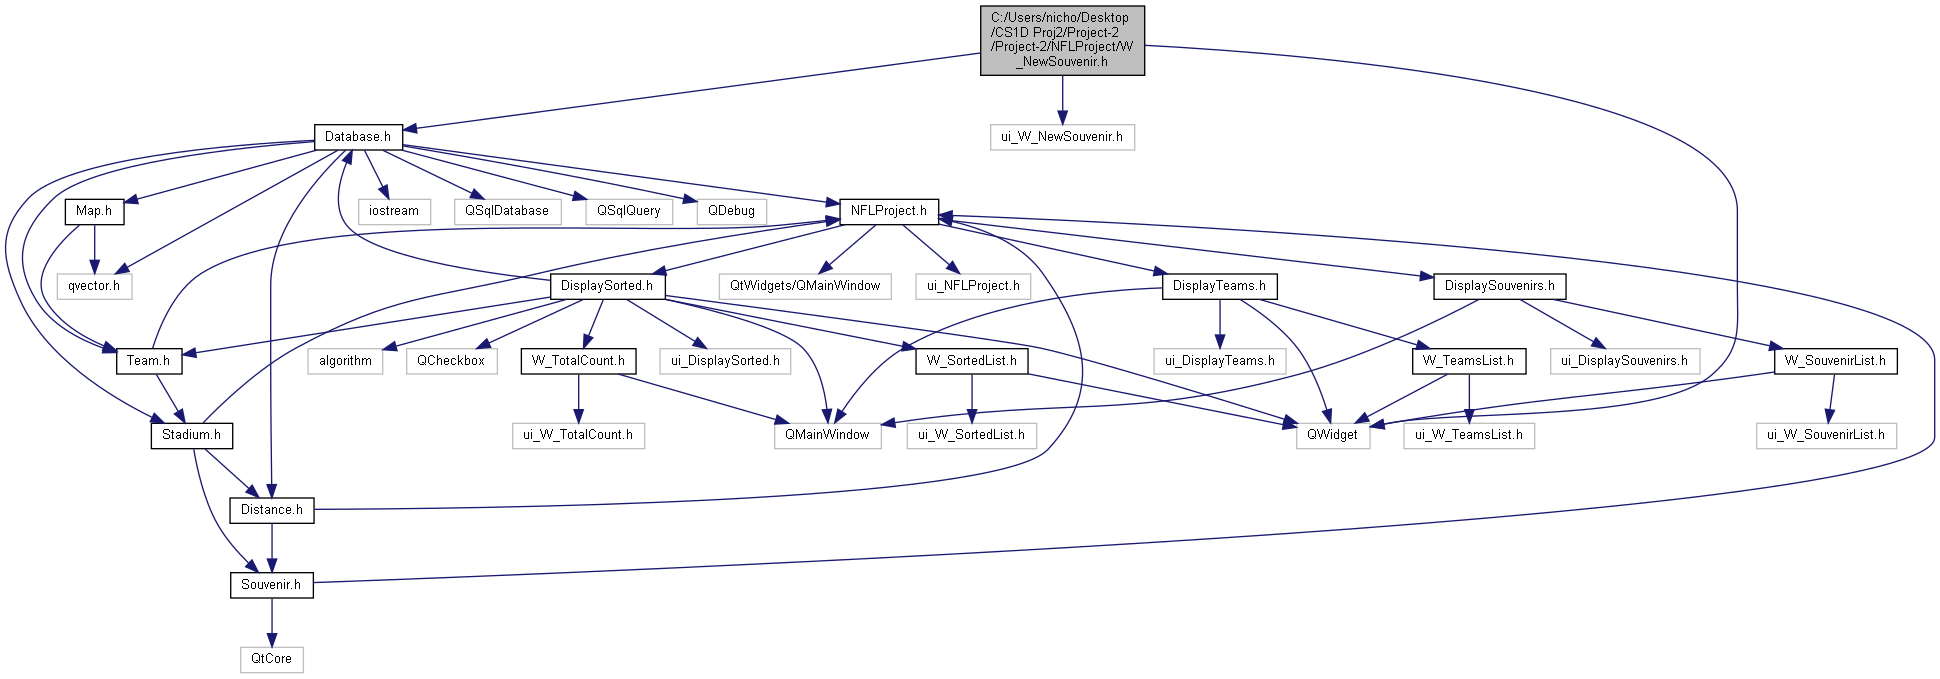 C:/Users/nicho/Desktop
/CS1D Proj2/Project-2
/Project-2/NFLProject/W
_NewSouvenir.h
Database.h
ui_W_NewSouvenir.h
Map.h
iostream
QSqlDatabase
QSqlQuery
QDebug
NFLProject.h
qvector.h
DisplaySorted.h
QtWidgets/QMainWindow
ui_NFLProject.h
DisplayTeams.h
DisplaySouvenirs.h
Team.h
algorithm
QCheckbox
W_TotalCount.h
ui_DisplaySorted.h
W_SortedList.h
ui_DisplayTeams.h
W_TeamsList.h
ui_DisplaySouvenirs.h
W_SouvenirList.h
Stadium.h
ui_W_TotalCount.h
QMainWindow
ui_W_SortedList.h
QWidget
ui_W_TeamsList.h
ui_W_SouvenirList.h
Distance.h
Souvenir.h
QtCore